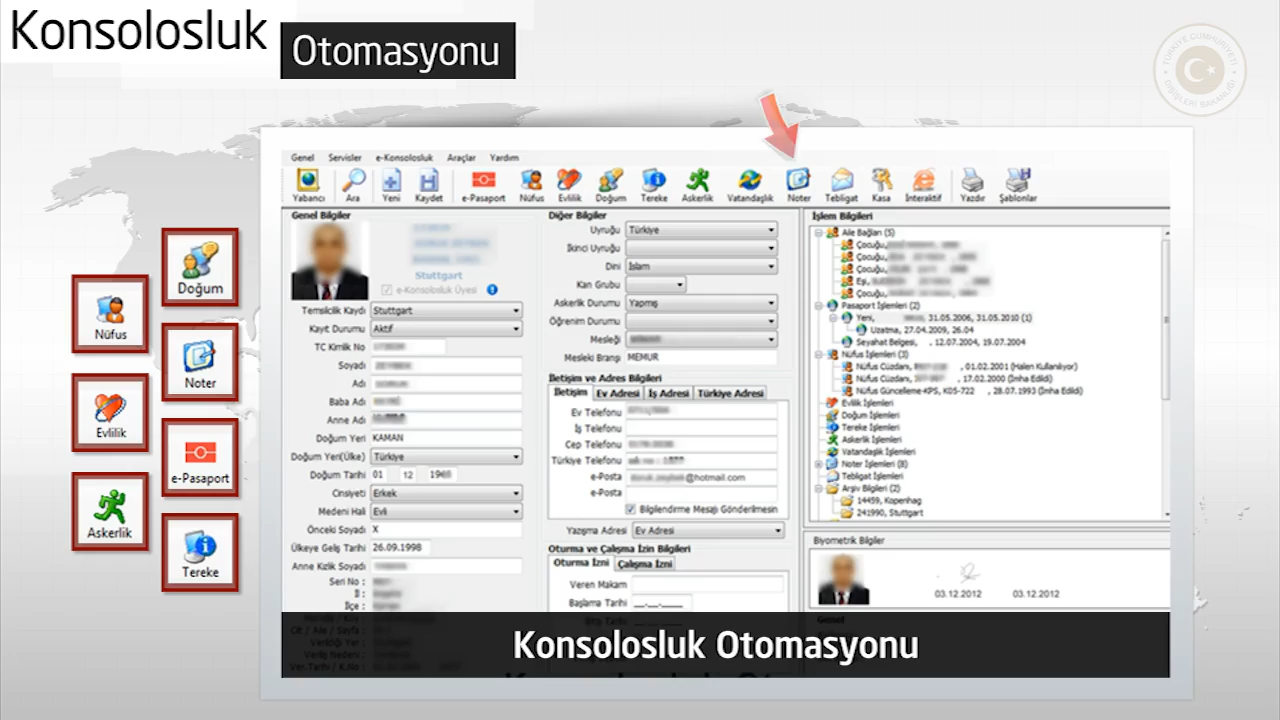 Konsolosluk
Otomasyonu
TÜRKİYE CUMHURİYETİ
DIŞİŞLERİ BAKANLIĞI
Genel Servisler e-Konsolosluk Araçlar Yardım
Yabancı Ara Yeni Kaydet e-Pasaport Nüfus Evlilik Doğum Tereke Askerlik Vatandaşlık Noter Tebligat Kasa İnteraktif Yazdır Şablonlar
Doğum
Nüfus
Noter
Evlilik
e-Pasaport
Askerlik
Tereke
Genel Bilgiler
Stuttgart
e-Konsolosluk Üyesi
Temsilcilik Kaydı Stuttgart
Kayıt Durumu Aktif
TC Kimlik No
Soyadı
Adı
Baba Adı
Anne Adı
Doğum Yeri KAMAN
Doğum Yeri(Ülke) Türkiye
Doğum Tarihi 01 12
Cinsiyeti Erkek
Medeni Hali Evli
Önceki Soyadı X
Ülkeye Geliş Tarihi 26.09.1998
Anne Kızlık Soyadı
Seri No :
İl :
İlçe :
Diğer Bilgiler
Uyruğu Türkiye
İkinci Uyruğu
Dini İslam
Kan Grubu
Askerlik Durumu Yapmış
Öğrenim Durumu
Mesleği
Mesleki Branşı MEMUR
İletişim ve Adres Bilgileri
İletişim Ev Adresi İş Adresi Türkiye Adresi
Ev Telefonu
İş Telefonu
Cep Telefonu
Türkiye Telefonu
e-Posta @hotmail.com
e-Posta
Bilgilendirme Mesajı Gönderilmesin
Yazışma Adresi Ev Adresi
Oturma ve Çalışma İzin Bilgileri
Oturma İzni Çalışma İzni
Veren Makam
Başlama Tarihi __.__.____
İşlem Bilgileri
Aile Bağları (5)
Çocuğu,
Çocuğu,
Çocuğu,
Eşi,
Çocuğu,
Pasaport İşlemleri (2)
Yeni, 31.05.2006, 31.05.2010 (1)
Uzatma, 27.04.2009, 26.04
Seyahat Belgesi, , 12.07.2004, 19.07.2004
Nüfus İşlemleri (3)
Nüfus Cüzdanı, , 01.02.2001 (Halen Kullanılıyor)
Nüfus Cüzdanı, , 17.02.2000 (İmha Edildi)
Nüfus Güncelleme-KPS, K05-722 , 28.07.1993 (İmha Edildi)
Evlilik İşlemleri
Doğum İşlemleri
Tereke İşlemleri
Askerlik İşlemleri
Vatandaşlık İşlemleri
Noter İşlemleri (8)
Tebligat İşlemleri
Arşiv Bilgileri (2)
14459, Kopenhag
241990, Stuttgart
Biyometrik Bilgiler
03.12.2012 03.12.2012
Konsolosluk Otomasyonu